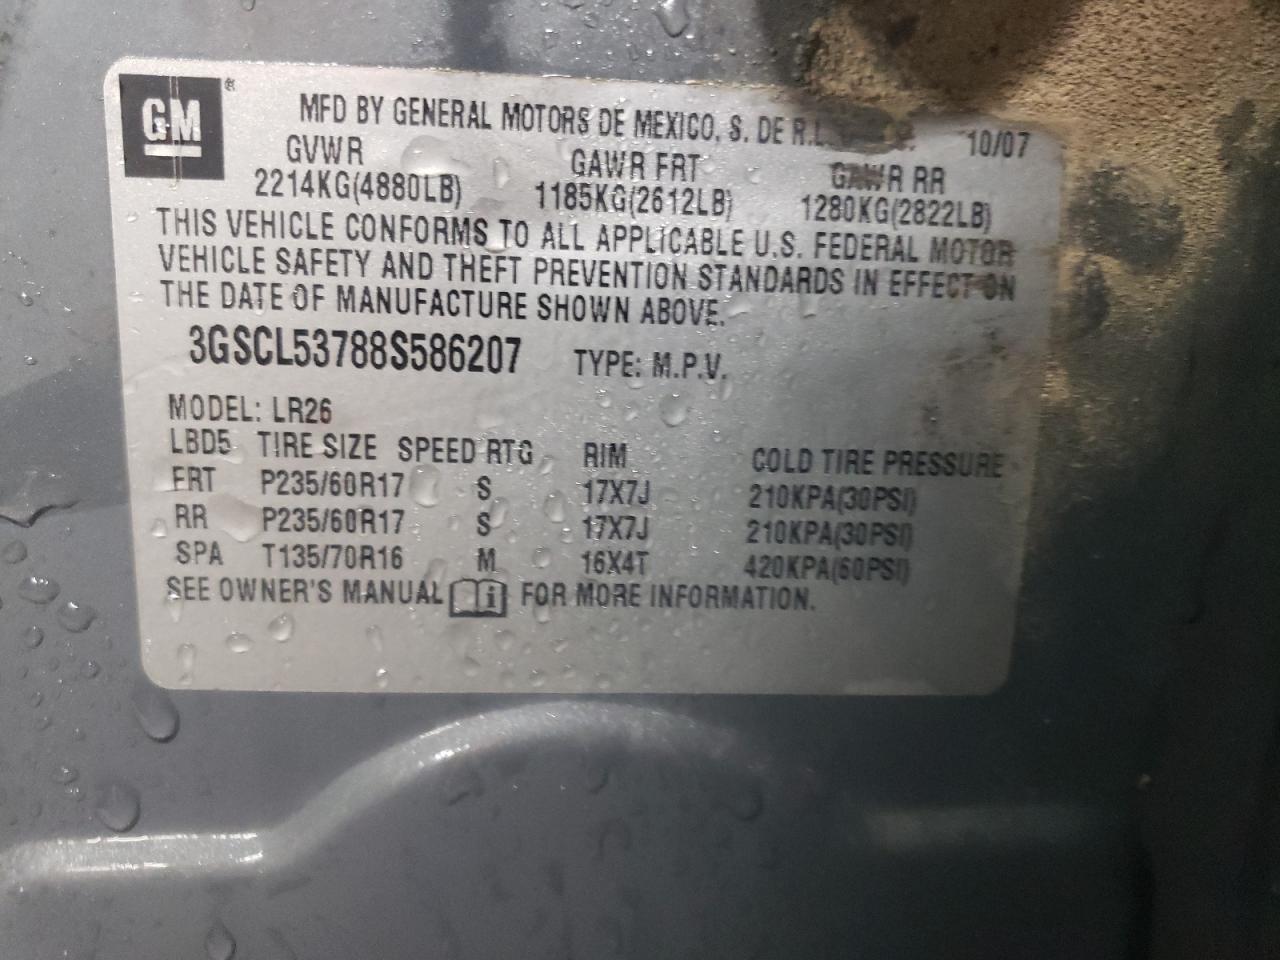 GM ®
MFD BY GENERAL MOTORS DE MEXICO, S. DE R.L. 10/07
GVWR GAWR FRT GAWR RR
2214KG(4880LB) 1185KG(2612LB) 1280KG(2822LB)
THIS VEHICLE CONFORMS TO ALL APPLICABLE U.S. FEDERAL MOTOR
VEHICLE SAFETY AND THEFT PREVENTION STANDARDS IN EFFECT ON
THE DATE OF MANUFACTURE SHOWN ABOVE.
3GSCL53788S586207 TYPE: M.P.V.
MODEL: LR26
LBD5 TIRE SIZE SPEED RTG RIM COLD TIRE PRESSURE
FRT P235/60R17 S 17X7J 210KPA(30PSI)
RR P235/60R17 S 17X7J 210KPA(30PSI)
SPA T135/70R16 M 16X4T 420KPA(60PSI)
SEE OWNER'S MANUAL i FOR MORE INFORMATION.